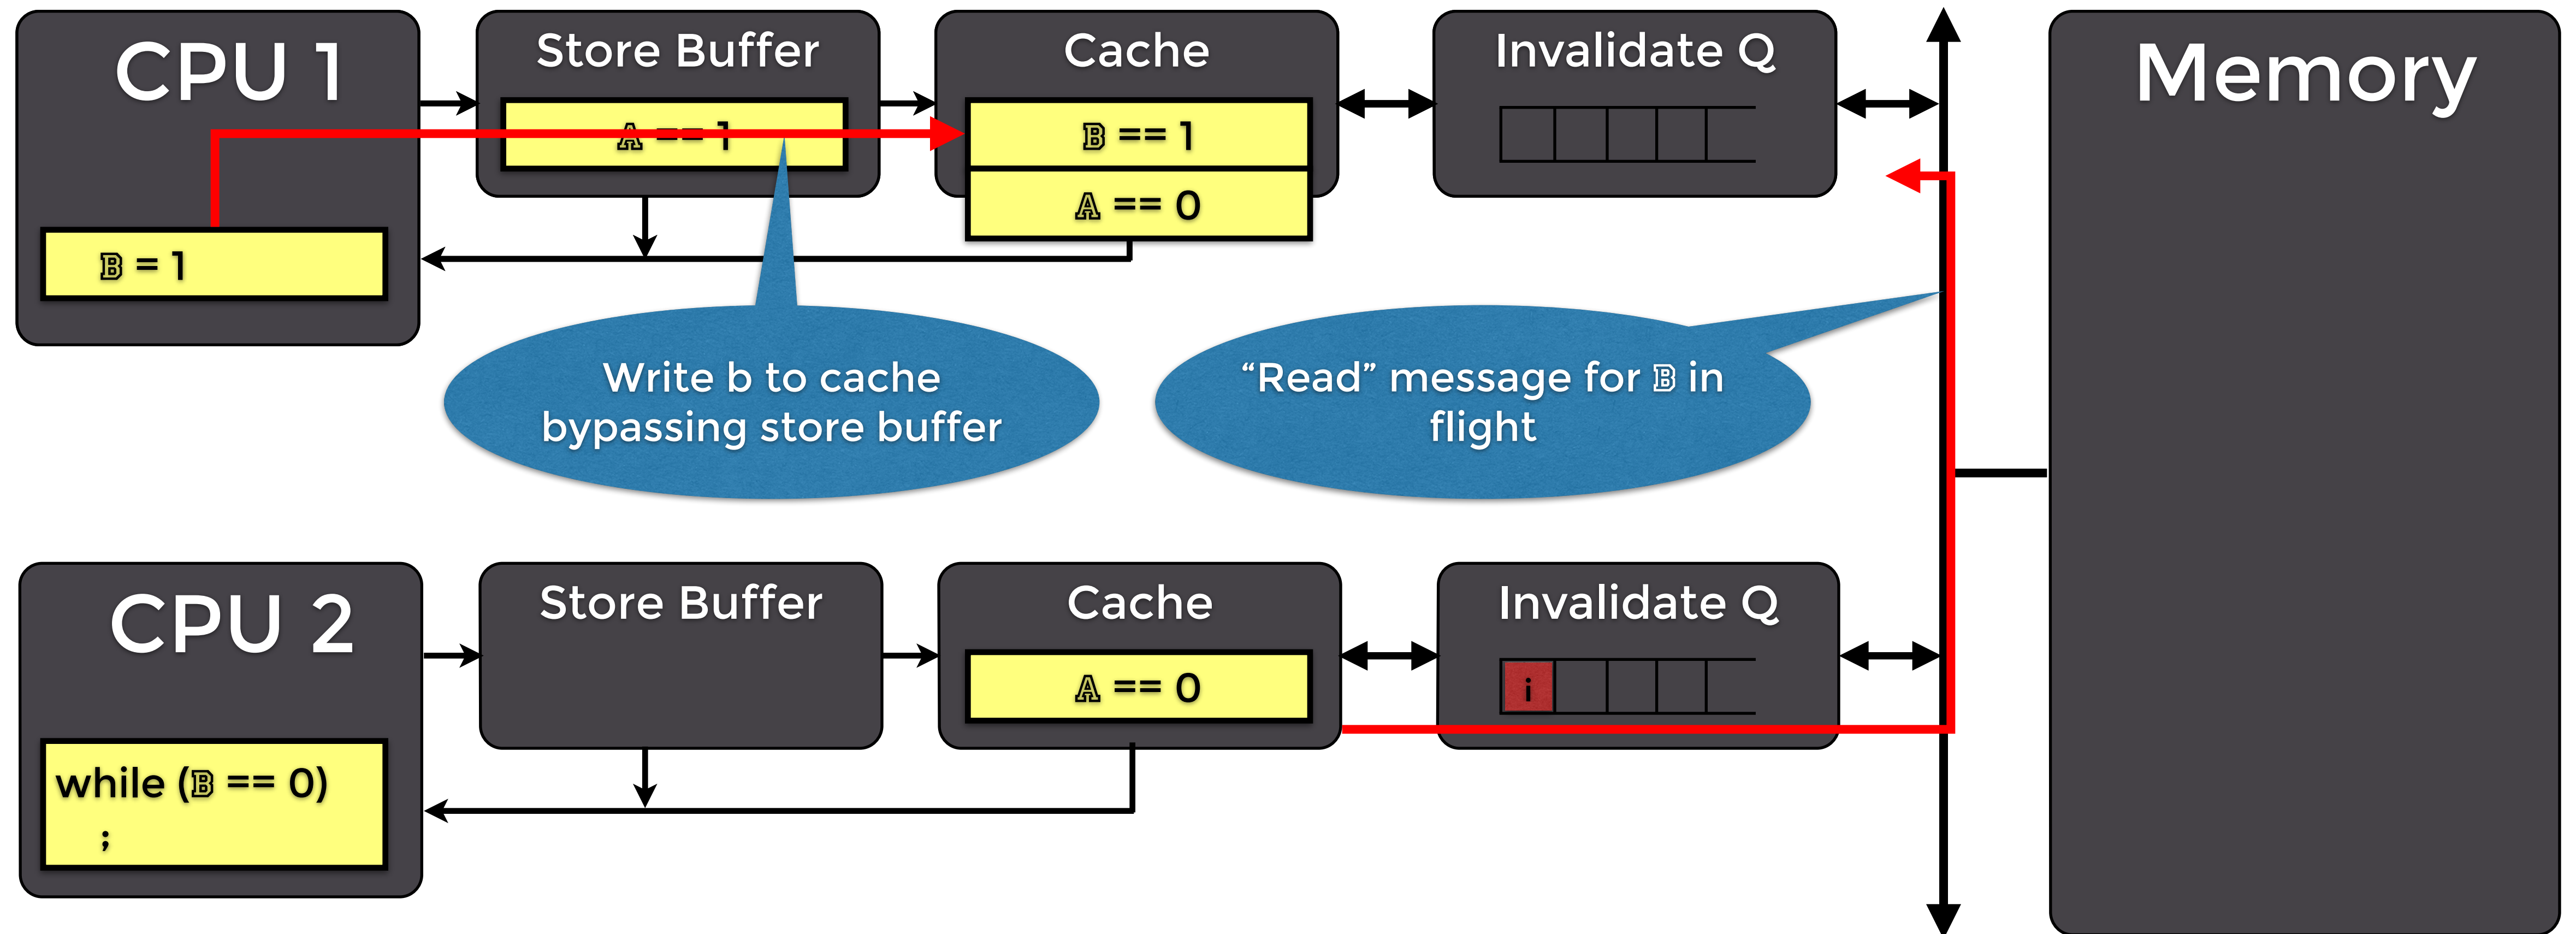 CPU 1
Store Buffer
Cache
Invalidate Q
Memory
A == 1
B == 1
A == 0
B = 1
Write b to cache
bypassing store buffer
“Read” message for B in
flight
CPU 2
Store Buffer
Cache
Invalidate Q
A == 0
i
while (B == 0)
;